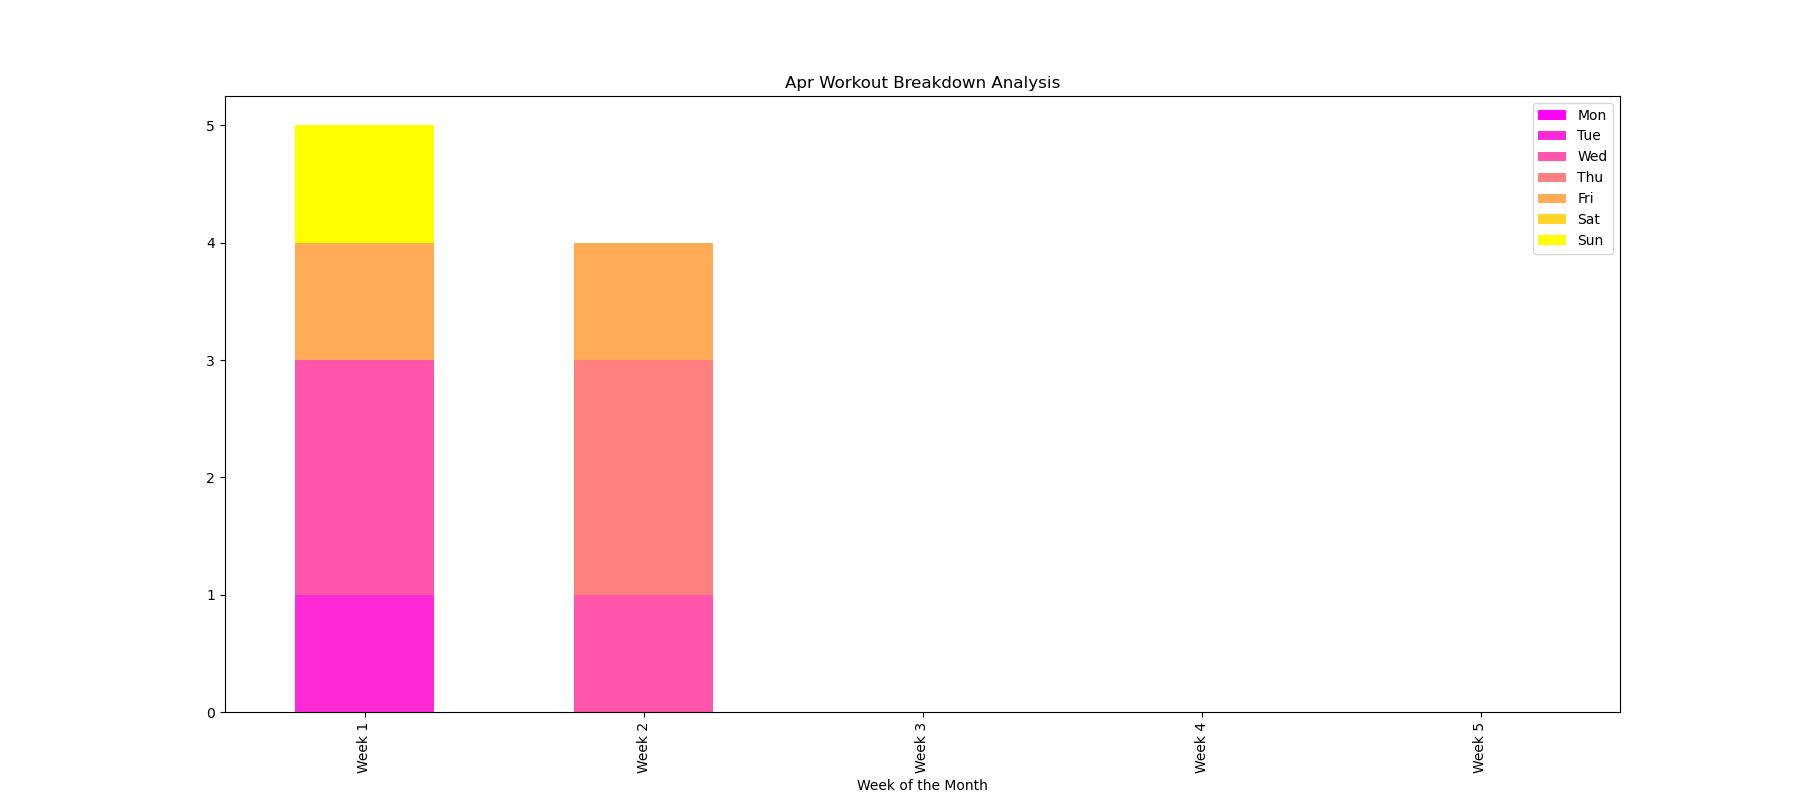 Apr Workout Breakdown Analysis
Mon
Tue
Wed
Thu
Fri
Sat
Sun
5
4
3
2
1
0
Week 1
Week 2
Week 3
Week 4
Week 5
Week of the Month